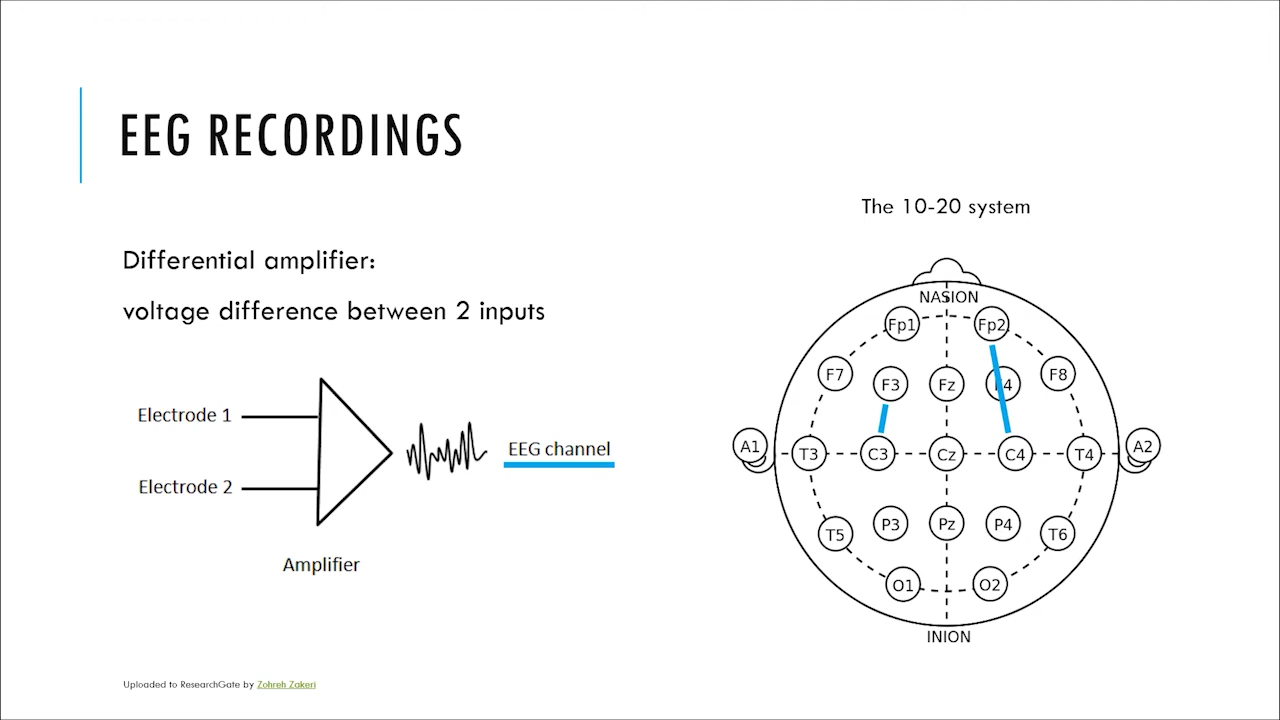 EEG RECORDINGS
Differential amplifier:
voltage difference between 2 inputs
Electrode 1
Electrode 2
EEG channel
Amplifier
The 10-20 system
NASION
Fp1 Fp2
F7 F3 Fz F4 F8
A1 T3 C3 Cz C4 T4 A2
T5 P3 Pz P4 T6
O1 O2
INION
Uploaded to ResearchGate by Zohreh Zakeri